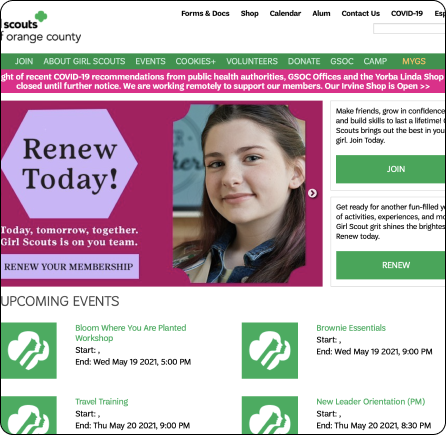 scouts
f orange county
Forms & Docs Shop Calendar Alum Contact Us COVID-19 Esp
JOIN ABOUT GIRL SCOUTS EVENTS COOKIES+ VOLUNTEERS DONATE GSOC CAMP MYGS
ght of recent COVID-19 recommendations from public health authorities, GSOC Offices and the Yorba Linda Shop
closed until further notice. We are working remotely to support our members. Our Irvine Shop is Open >>
Renew
Today!
Today, tomorrow, together.
Girl Scouts is on you team.
RENEW YOUR MEMBERSHIP
Make friends, grow in confidence
and build skills to last a lifetime! G
Scouts brings out the best in you
girl. Join Today.
JOIN
Get ready for another fun-filled ye
of activities, experiences, and mo
Girl Scout grit shines the brightes
Renew today.
RENEW
UPCOMING EVENTS
Bloom Where You Are Planted
Workshop
Start: ,
End: Wed May 19 2021, 5:00 PM
Brownie Essentials
Start: ,
End: Wed May 19 2021, 9:00 PM
Travel Training
Start: ,
End: Thu May 20 2021, 9:00 PM
New Leader Orientation (PM)
Start: ,
End: Thu May 20 2021, 8:30 PM